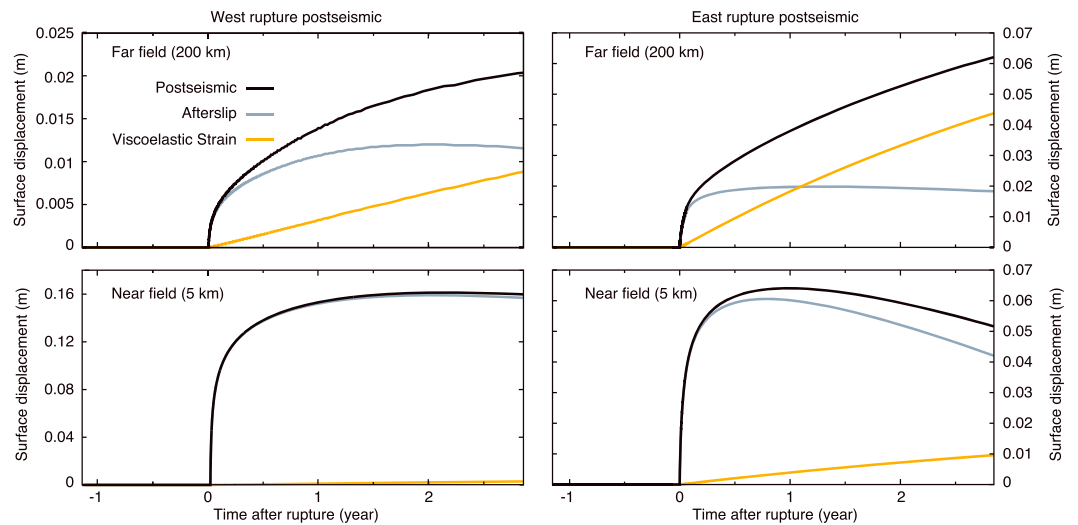 West rupture postseismic
East rupture postseismic
Far field (200 km)
Postseismic
Afterslip
Viscoelastic Strain
Surface displacement (m)
0.025
0.02
0.015
0.01
0.005
0
-1
0
1
2
Far field (200 km)
0.07
0.06
0.05
0.04
0.03
0.02
0.01
0
Surface displacement (m)
Near field (5 km)
Surface displacement (m)
0.16
0.12
0.08
0.04
0
-1
0
1
2
Time after rupture (year)
Near field (5 km)
0.07
0.06
0.05
0.04
0.03
0.02
0.01
0
Surface displacement (m)
-1
0
1
2
Time after rupture (year)